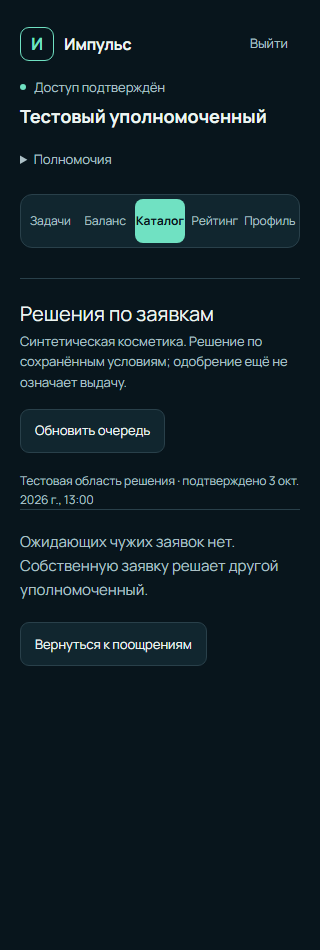 И Импульс Выйти
Доступ подтверждён
Тестовый уполномоченный
Полномочия
Задачи Баланс Каталог Рейтинг Профиль
Решения по заявкам
Синтетическая косметика. Решение по
сохранённым условиям; одобрение ещё не
означает выдачу.
Обновить очередь
Тестовая область решения · подтверждено 3 окт.
2026 г., 13:00
Ожидающих чужих заявок нет.
Собственную заявку решает другой
уполномоченный.
Вернуться к поощрениям